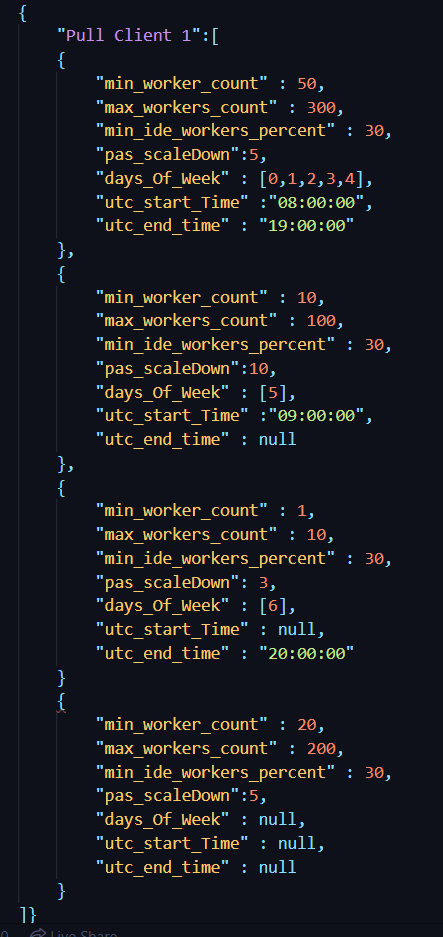 {
"Pull Client 1":[
{
"min_worker_count" : 50,
"max_workers_count" : 300,
"min_ide_workers_percent" : 30,
"pas_scaleDown":5,
"days_Of_Week" : [0,1,2,3,4],
"utc_start_Time" :"08:00:00",
"utc_end_time" : "19:00:00"
},
{
"min_worker_count" : 10,
"max_workers_count" : 100,
"min_ide_workers_percent" : 30,
"pas_scaleDown":10,
"days_Of_Week" : [5],
"utc_start_Time" :"09:00:00",
"utc_end_time" : null
},
{
"min_worker_count" : 1,
"max_workers_count" : 10,
"min_ide_workers_percent" : 30,
"pas_scaleDown": 3,
"days_Of_Week" : [6],
"utc_start_Time" : null,
"utc_end_time" : "20:00:00"
}
{
"min_worker_count" : 20,
"max_workers_count" : 200,
"min_ide_workers_percent" : 30,
"pas_scaleDown":5,
"days_Of_Week" : null,
"utc_start_Time" : null,
"utc_end_time" : null
}
]}
0 Live Share